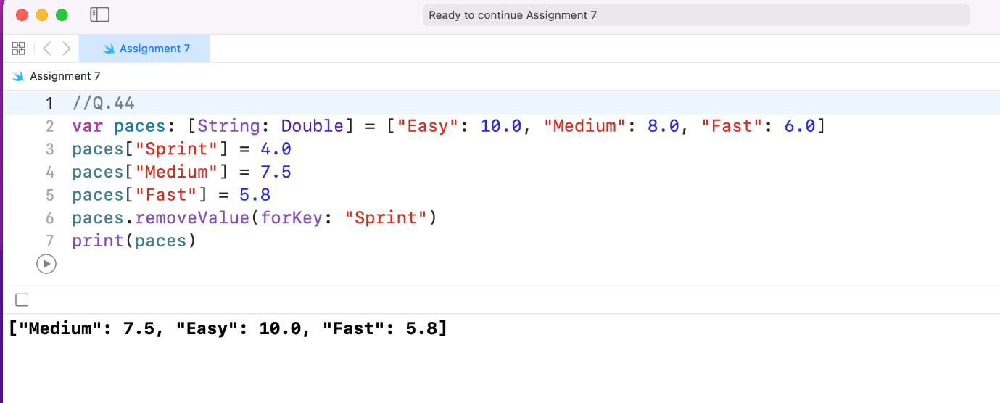 Ready to continue Assignment 7
Assignment 7
Assignment 7
1 //Q.44
2 var paces: [String: Double] = ["Easy": 10.0, "Medium": 8.0, "Fast": 6.0]
3 paces["Sprint"] = 4.0
4 paces["Medium"] = 7.5
5 paces["Fast"] = 5.8
6 paces.removeValue(forKey: "Sprint")
7 print(paces)
["Medium": 7.5, "Easy": 10.0, "Fast": 5.8]